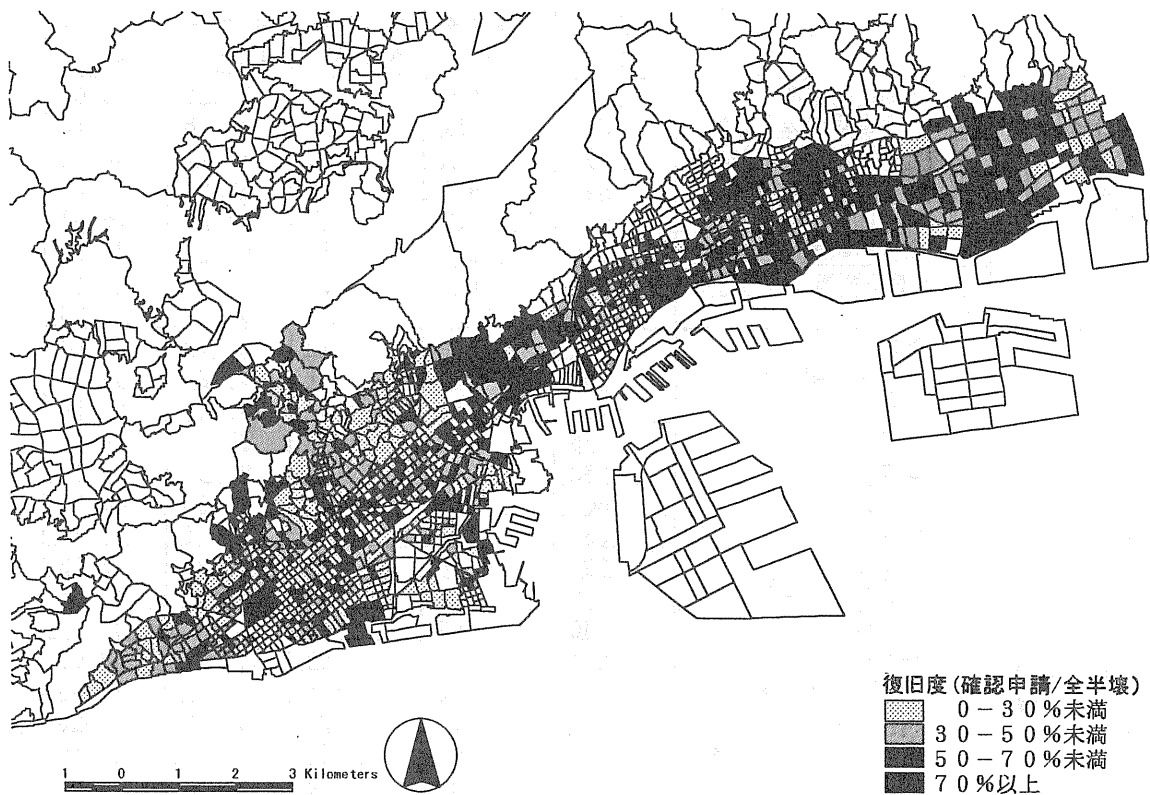 復旧度(確認申請/全半壊)
0-30%未満
30-50%未満
50-70%未満
70%以上
1 0 1 2 3 Kilometers